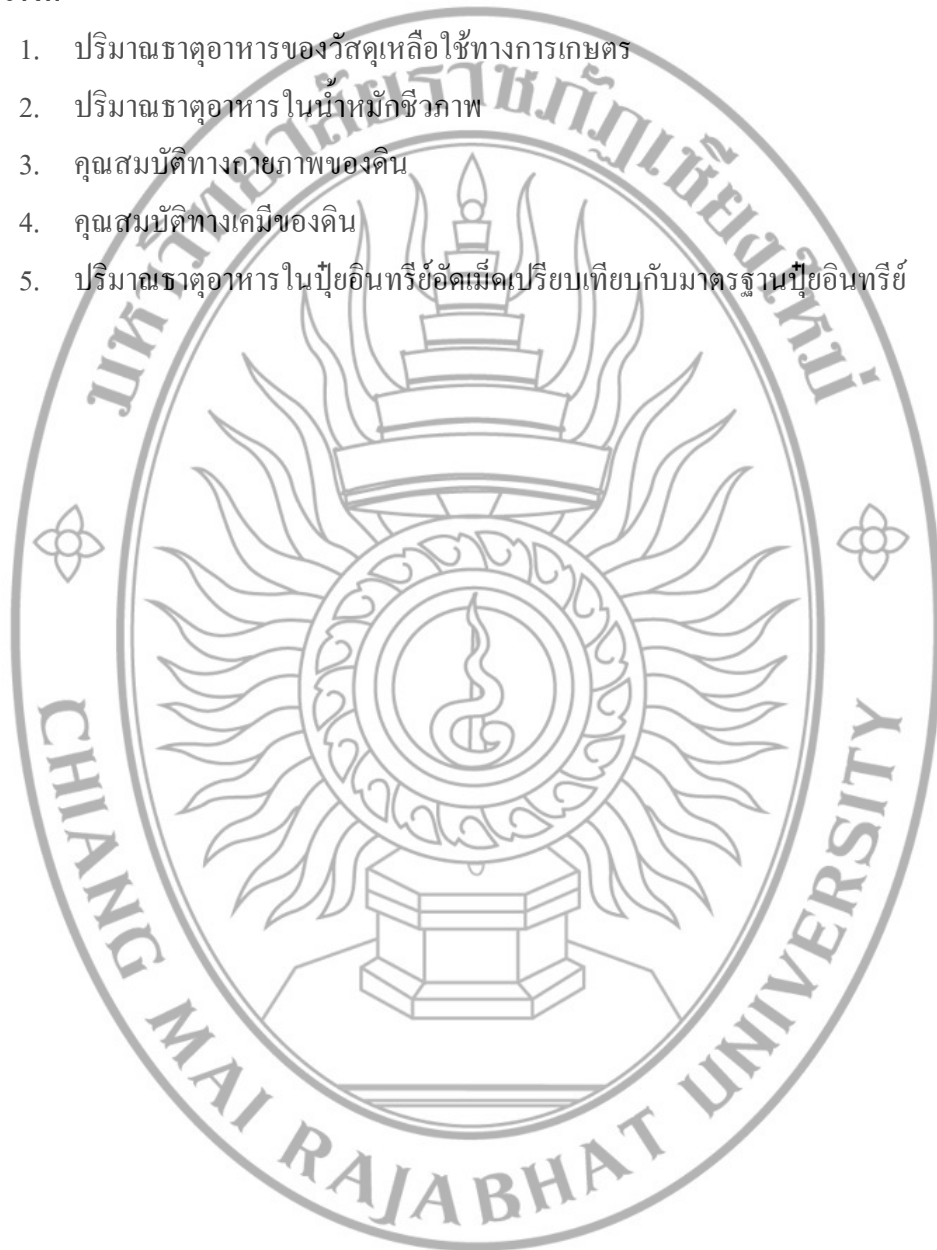 1. ปริมาณธาตุอาหารของวัสดุเหลือใช้ทางการเกษตร
2. ปริมาณธาตุอาหารในน้ำหมักชีวภาพ
3. คุณสมบัติทางกายภาพของดิน
4. คุณสมบัติทางเคมีของดิน
5. ปริมาณธาตุอาหารในปุ๋ยอินทรีย์อัดเม็ดเปรียบเทียบกับมาตรฐานปุ๋ยอินทรีย์
มหาวิทยาลัยราชภัฏเชียงใหม่
CHIANG MAI RAJABHAT UNIVERSITY